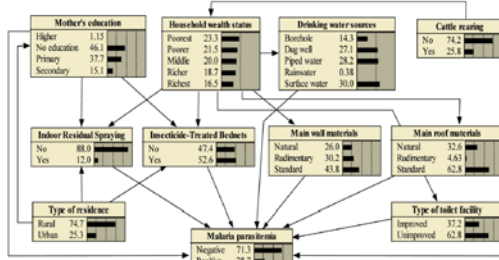 Mother's education
Higher 1.15
No education 46.1
Primary 37.7
Secondary 15.1
Household wealth status
Poorest 23.3
Poorer 21.5
Middle 20.0
Richer 18.7
Richest 16.5
Drinking water sources
Borehole 14.3
Dug well 27.1
Piped water 28.2
Rainwater 0.38
Surface water 30.0
Cattle rearing
No 74.2
Yes 25.8
Indoor Residual Spraying
No 88.0
Yes 12.0
Insecticide-Treated Bednets
No 47.4
Yes 52.6
Main wall materials
Natural 26.0
Rudimentary 30.2
Standard 43.8
Main roof materials
Natural 32.6
Rudimentary 4.63
Standard 62.8
Type of residence
Rural 74.7
Urban 25.3
Malaria parasitemia
Negative 71.3
Type of toilet facility
Improved 37.2
Unimproved 62.8